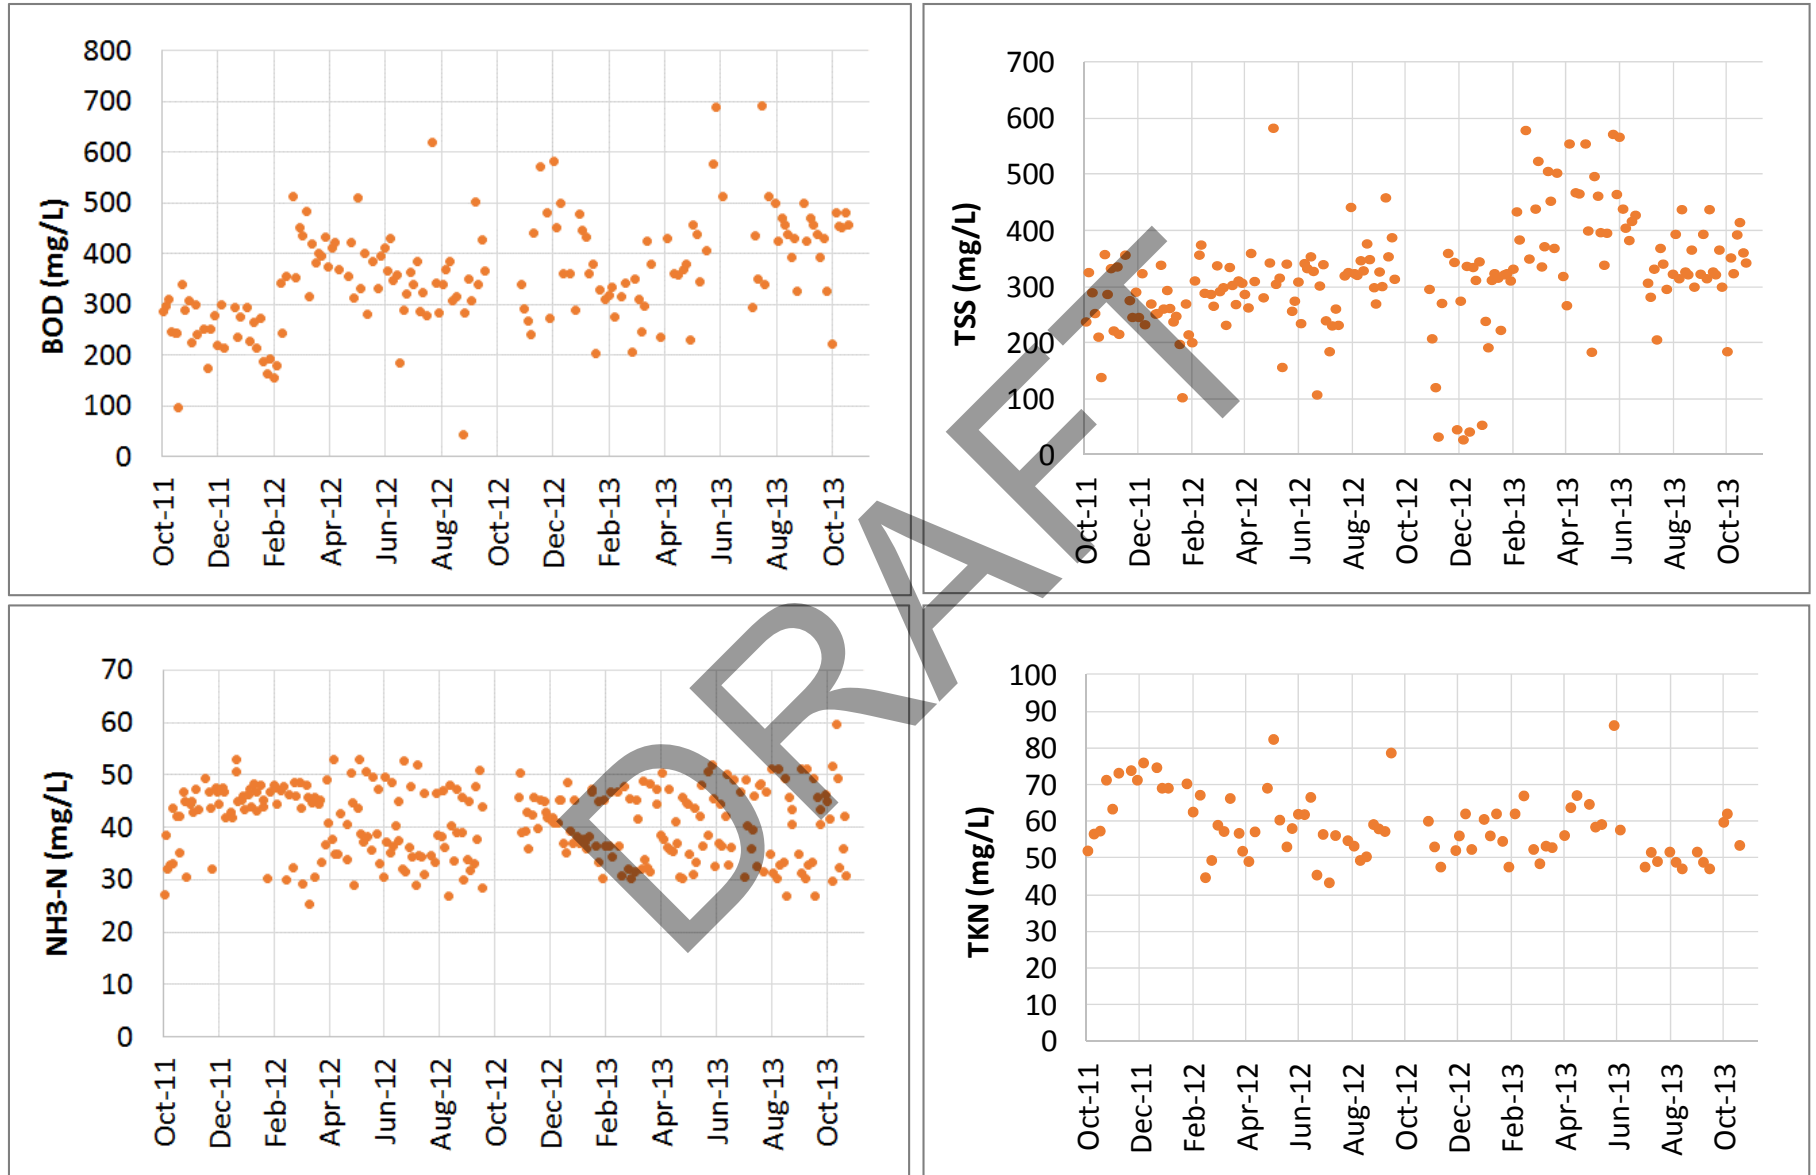 BOD (mg/L)
800
700
600
500
400
300
200
100
0
Oct-11
Dec-11
Feb-12
Apr-12
Jun-12
Aug-12
Oct-12
Dec-12
Feb-13
Apr-13
Jun-13
Aug-13
Oct-13
TSS (mg/L)
700
600
500
400
300
200
100
0
Oct-11
Dec-11
Feb-12
Apr-12
Jun-12
Aug-12
Oct-12
Dec-12
Feb-13
Apr-13
Jun-13
Aug-13
Oct-13
DRAFT
NH3-N (mg/L)
70
60
50
40
30
20
10
0
Oct-11
Dec-11
Feb-12
Apr-12
Jun-12
Aug-12
Oct-12
Dec-12
Feb-13
Apr-13
Jun-13
Aug-13
Oct-13
TKN (mg/L)
100
90
80
70
60
50
40
30
20
10
0
Oct-11
Dec-11
Feb-12
Apr-12
Jun-12
Aug-12
Oct-12
Dec-12
Feb-13
Apr-13
Jun-13
Aug-13
Oct-13